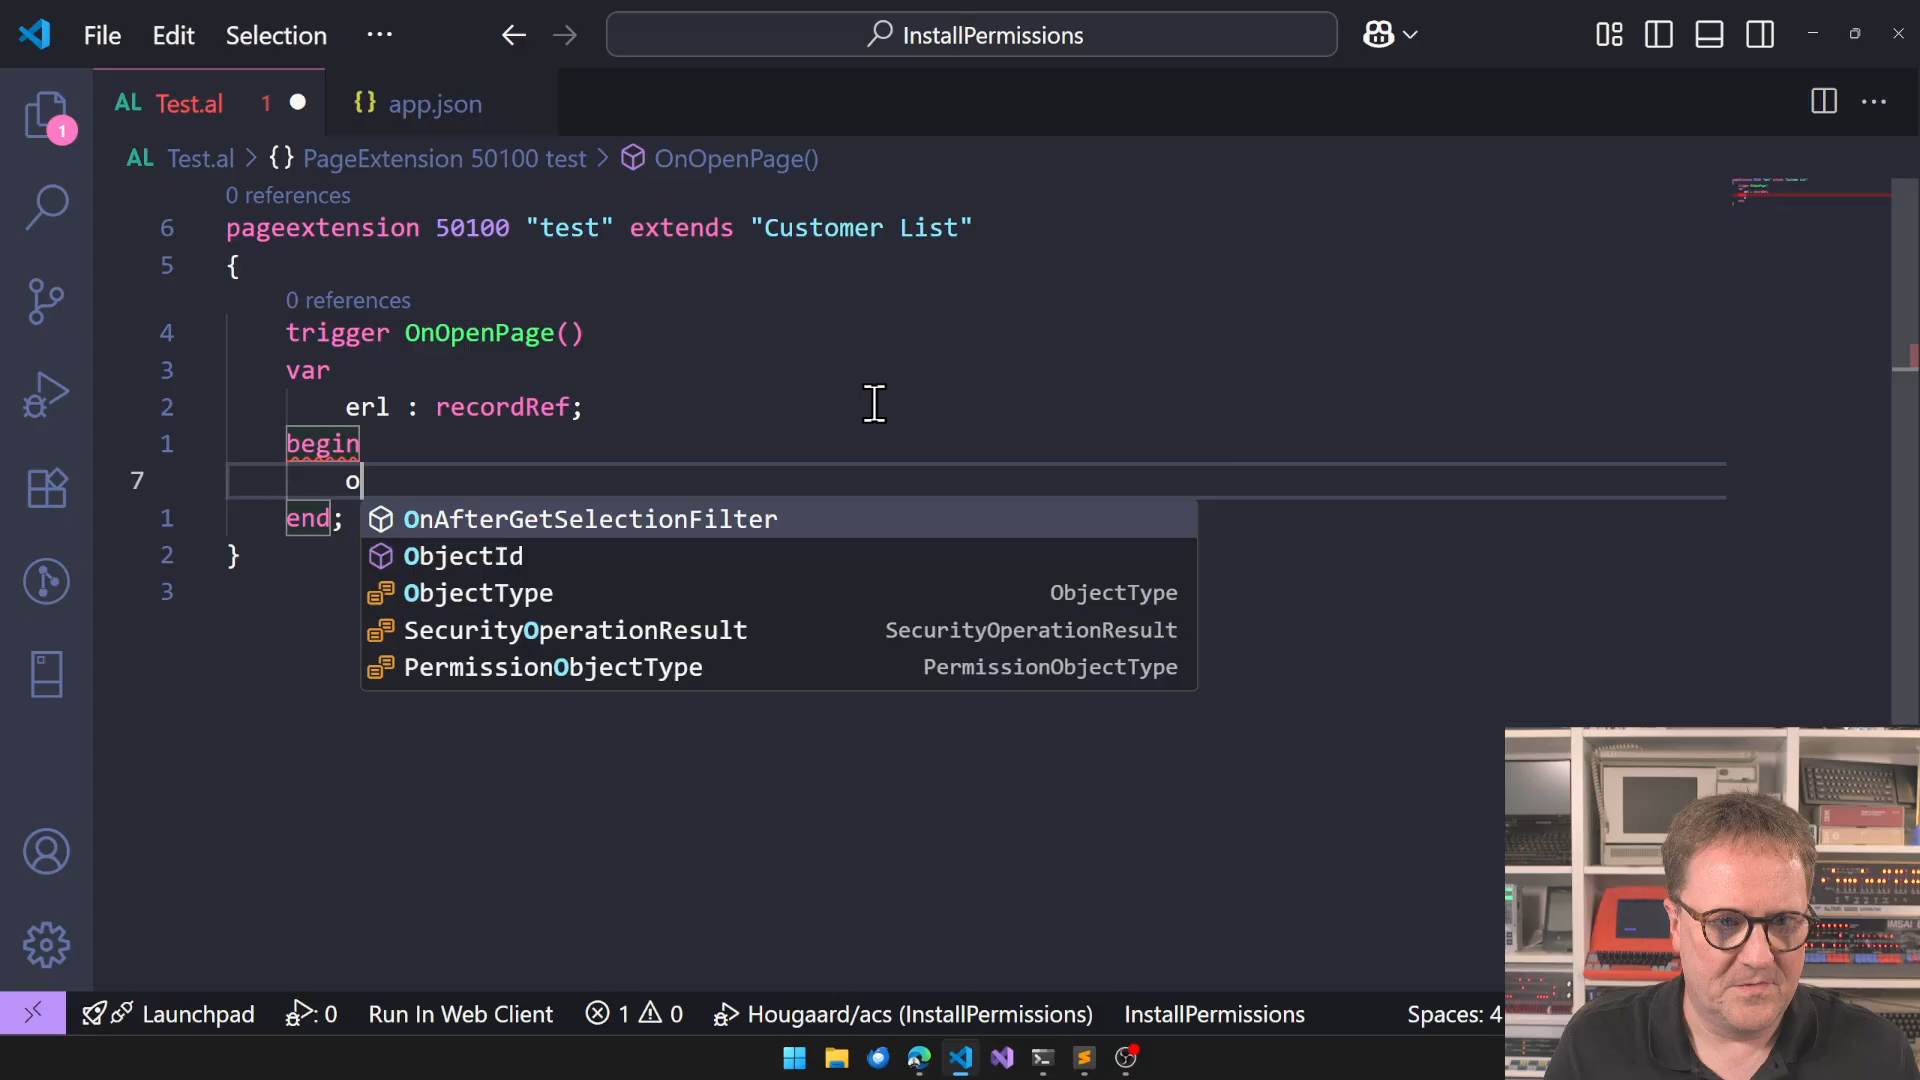 File Edit Selection ··· InstallPermissions
AL Test.al 1 {} app.json ···
1
AL Test.al > {} PageExtension 50100 test > OnOpenPage()
0 references
6 pageextension 50100 "test" extends "Customer List"
5 {
0 references
4 trigger OnOpenPage()
3 var
2 erl : recordRef;
1 begin
7 o
1 end;
2 }
3
OnAfterGetSelectionFilter
ObjectId
ObjectType ObjectType
SecurityOperationResult SecurityOperationResult
PermissionObjectType PermissionObjectType
Launchpad : 0 Run In Web Client 1 0 Hougaard/acs (InstallPermissions) InstallPermissions Spaces: 4